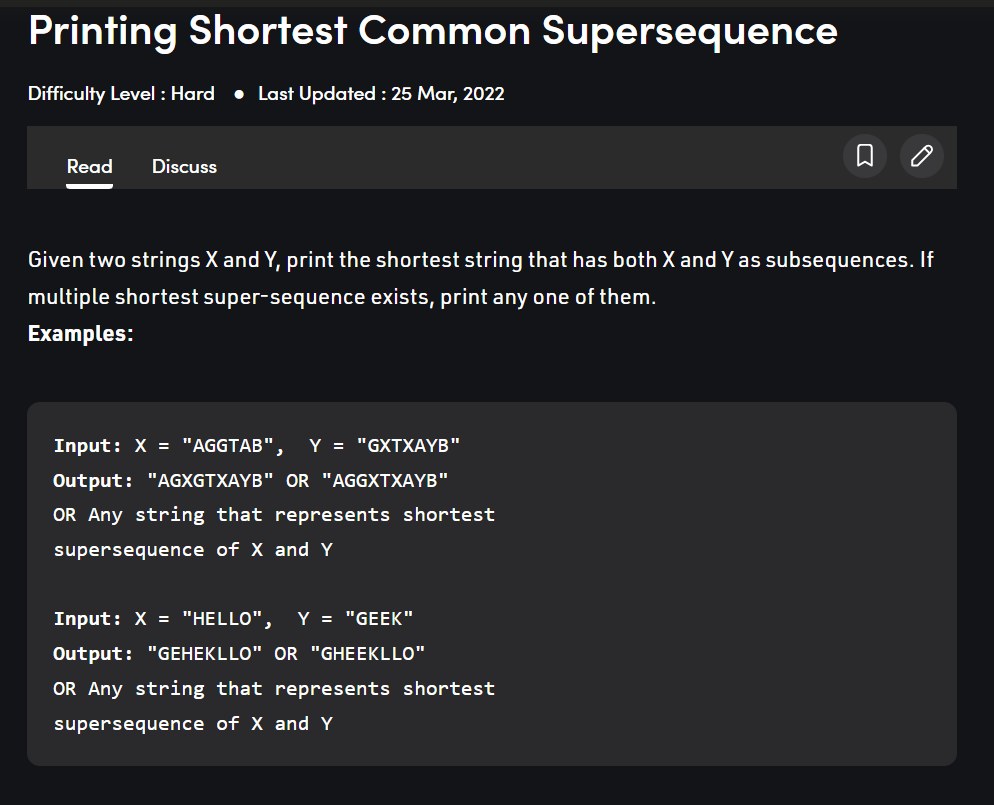 Printing Shortest Common Supersequence
Difficulty Level : Hard ● Last Updated : 25 Mar, 2022
Read Discuss
Given two strings X and Y, print the shortest string that has both X and Y as subsequences. If
multiple shortest super-sequence exists, print any one of them.
Examples:
Input: X = "AGGTAB",  Y = "GXTXAYB"
Output: "AGXGTXAYB" OR "AGGXTXAYB"
OR Any string that represents shortest
supersequence of X and Y
Input: X = "HELLO",  Y = "GEEK"
Output: "GEHEKLLO" OR "GHEEKLLO"
OR Any string that represents shortest
supersequence of X and Y